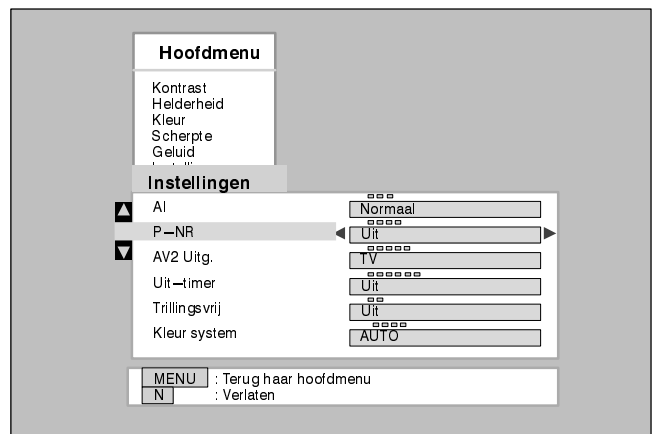 Hoofdmenu
Kontrast
Helderheid
Kleur
Scherpte
Geluid
Instellingen
AI Normaal
P–NR Uit
AV2 Uitg. TV
Uit–timer Uit
Trillingsvrij Uit
Kleur system AUTO
MENU : Terug haar hoofdmenu
N : Verlaten